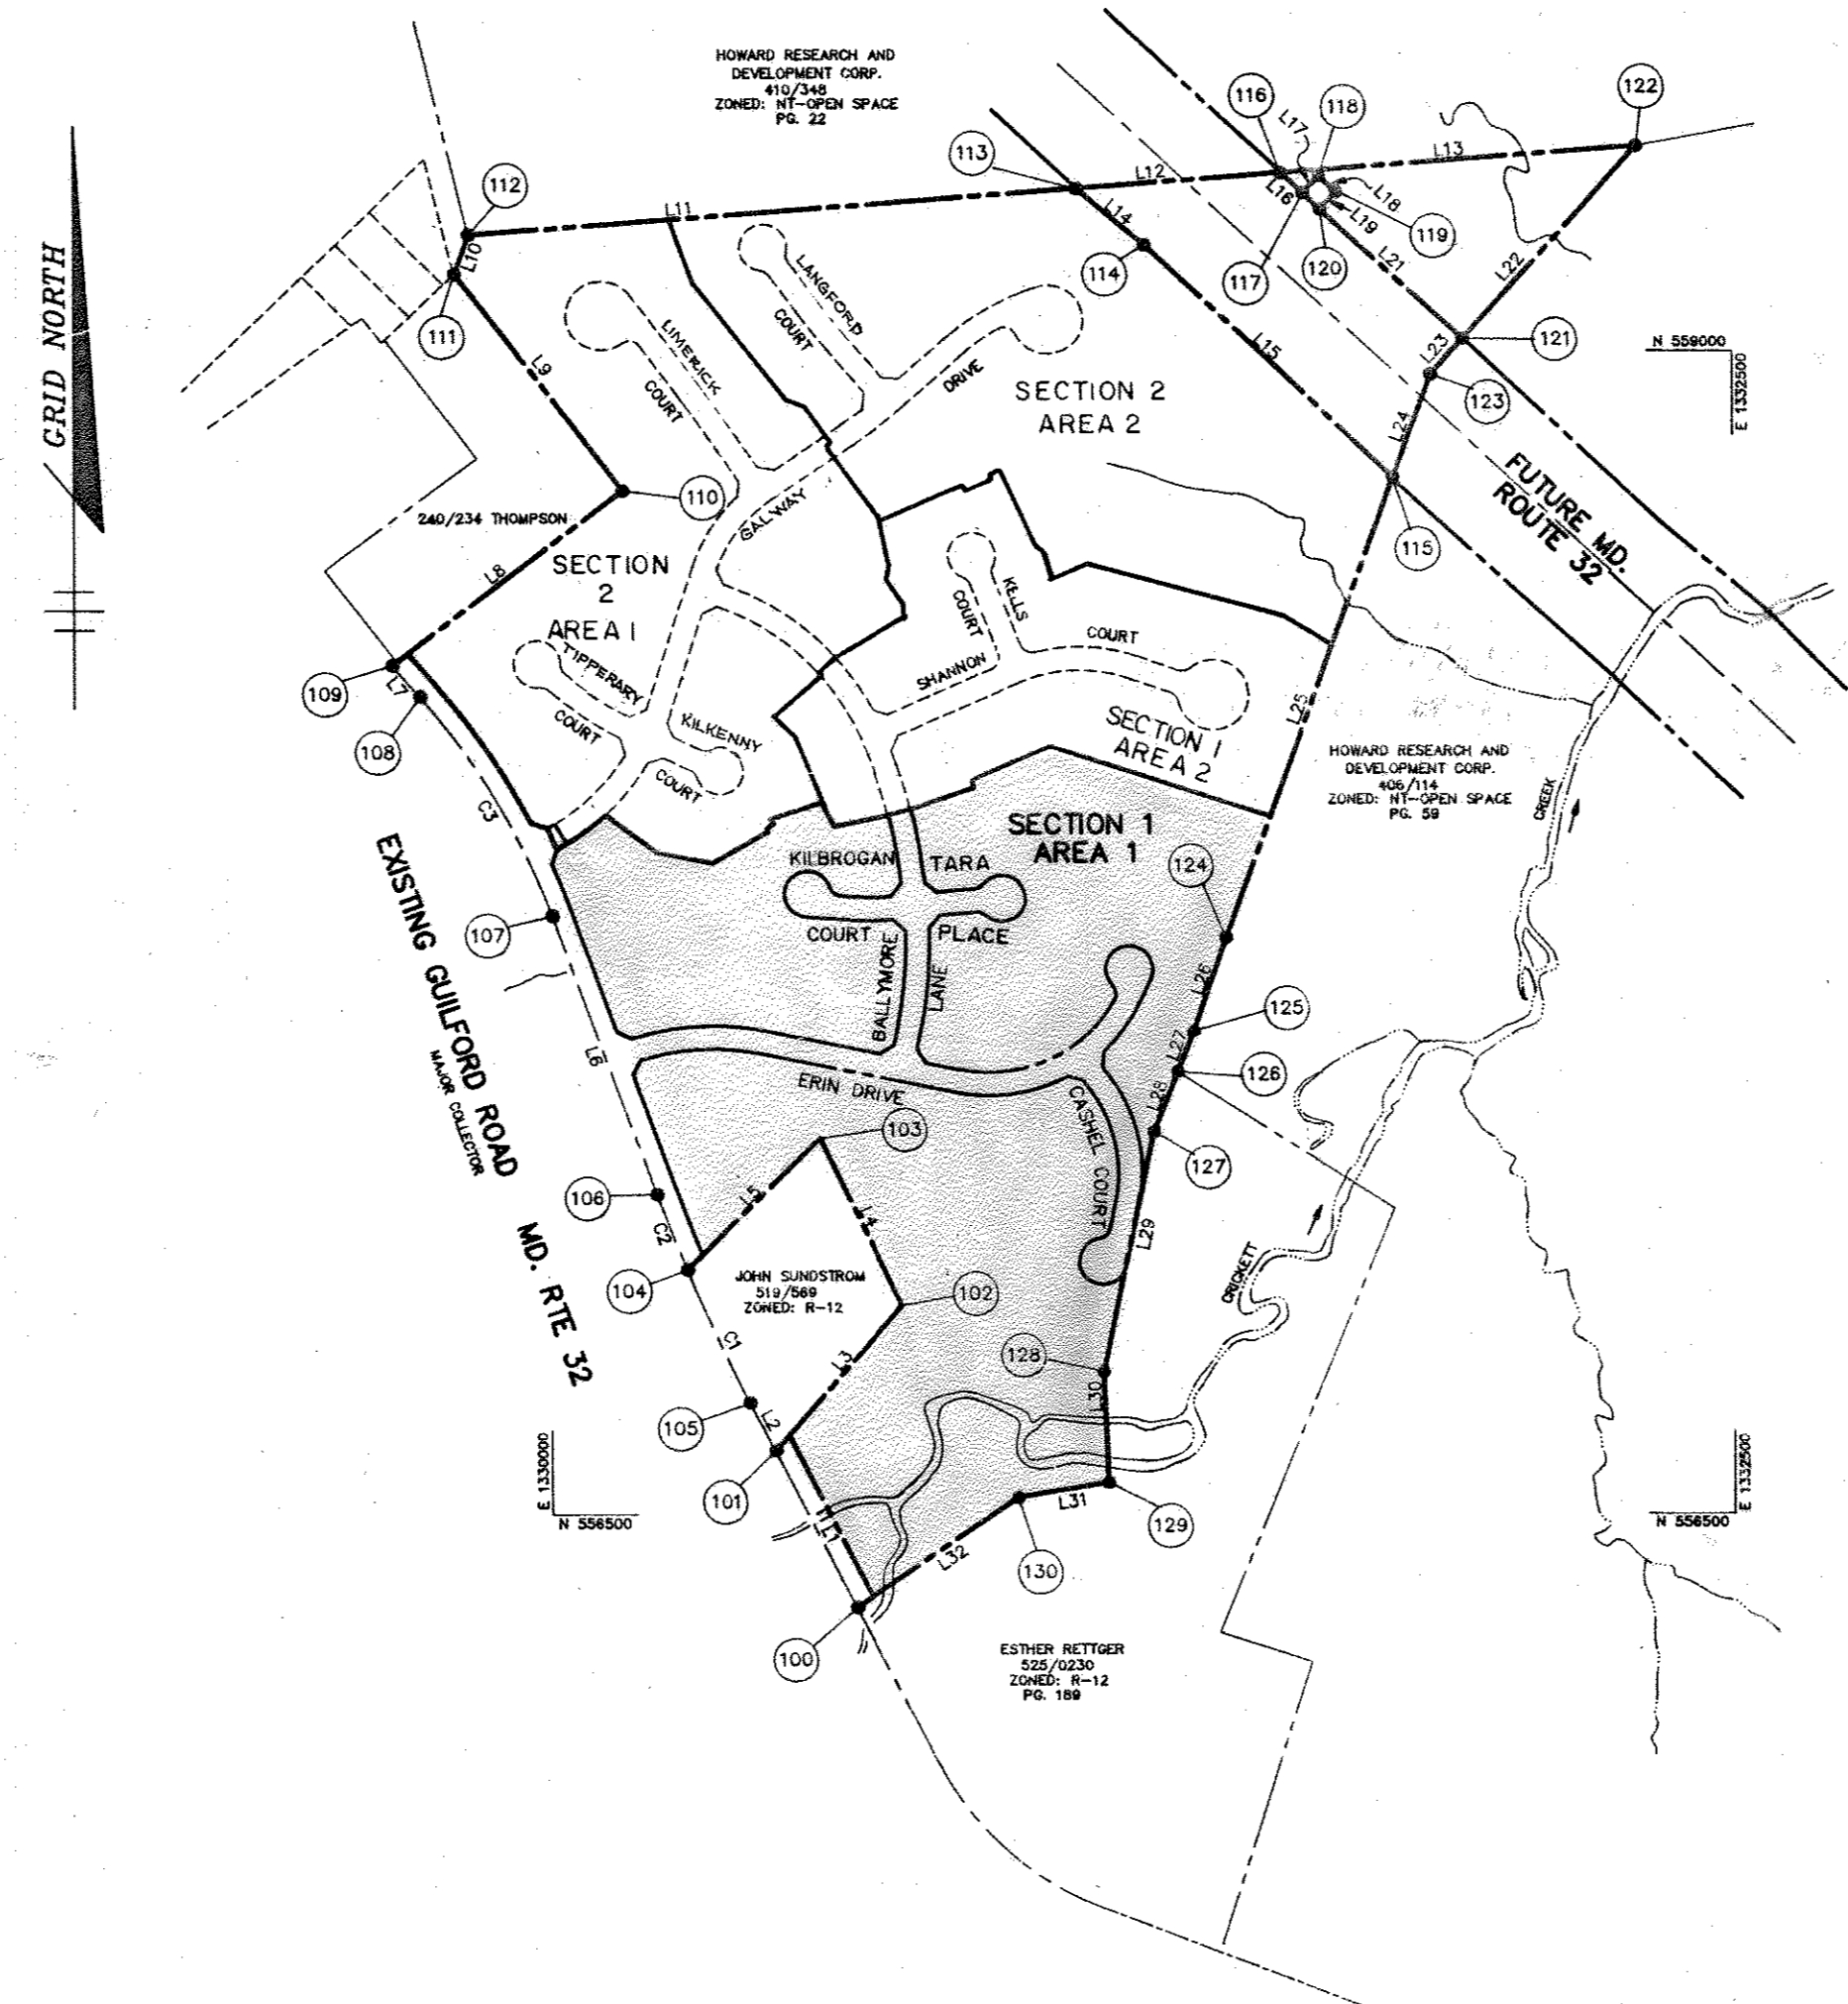 HOWARD RESEARCH AND
DEVELOPMENT CORP.
410/348
ZONED: NT-OPEN SPACE
PG. 22
122
116
L17
118
113
L13
L12
112
L16
L18
L11
L14
L19
119
L10
L21
120
L22
114
117
GRID NORTH
LANGFORD
COURT
111
L9
LIMERICK
COURT
L15
L23
121
N 559000
E 1332500
DRIVE
SECTION 2
AREA 2
123
L24
FUTURE MD.
ROUTE 32
110
GALWAY
240/234 THOMPSON
115
SECTION
2
AREA 1
L8
KELLS
COURT
COURT
SHANNON
TIPPERARY
COURT
109
L7
108
KILKENNY
COURT
SECTION 1
AREA 2
L25
HOWARD RESEARCH AND
DEVELOPMENT CORP.
406/114
ZONED: NT-OPEN SPACE
PG. 59
CREEK
C3
SECTION 1
AREA 1
KILBROGAN
TARA
124
COURT
PLACE
107
EXISTING GUILFORD ROAD
MAJOR COLLECTOR
BALLYMORE
LANE
L26
125
L6
L27
126
ERIN DRIVE
L28
CASHEL COURT
103
127
L5
L4
106
C2
L29
MD. RTE 32
CRICKETT
104
JOHN SUNDSTROM
519/569
ZONED: R-12
102
C1
L3
128
L30
105
L2
E 1330000
N 556500
E 1332500
N 556500
101
L1
L31
129
L32
130
100
ESTHER RETTGER
525/0230
ZONED: R-12
PG. 189